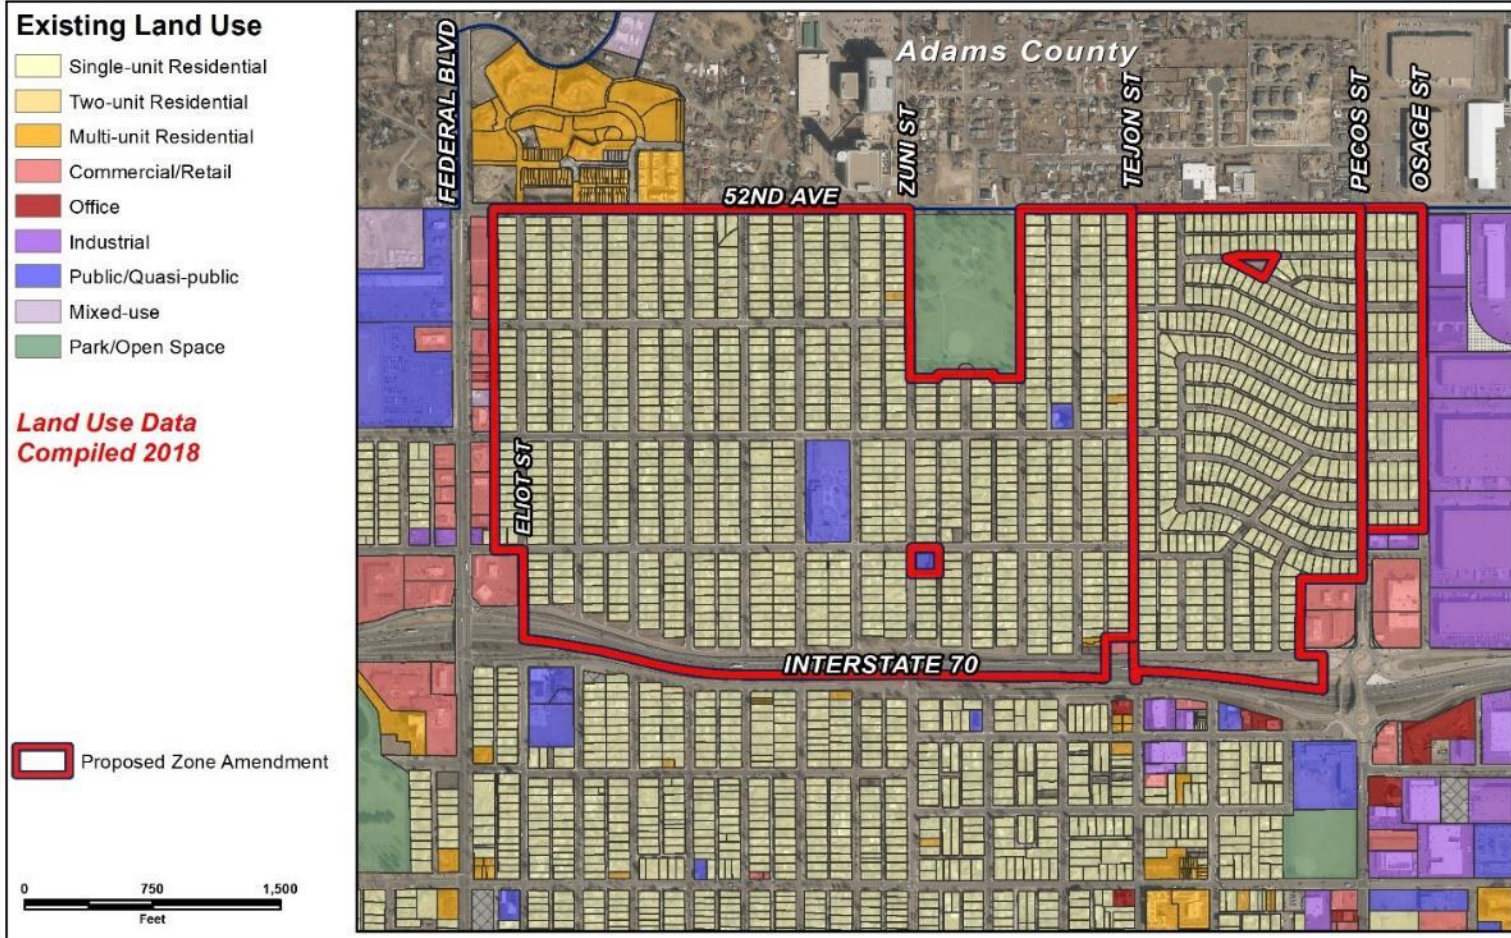 Existing Land Use
Single-unit Residential
Two-unit Residential
Multi-unit Residential
Commercial/Retail
Office
Industrial
Public/Quasi-public
Mixed-use
Park/Open Space
Land Use Data
Compiled 2018
Proposed Zone Amendment
0 750 1,500
Feet
Adams County
FEDERAL BLVD
ZUNI ST
TEJON ST
PECOS ST
OSAGE ST
52ND AVE
ELIOT ST
INTERSTATE 70